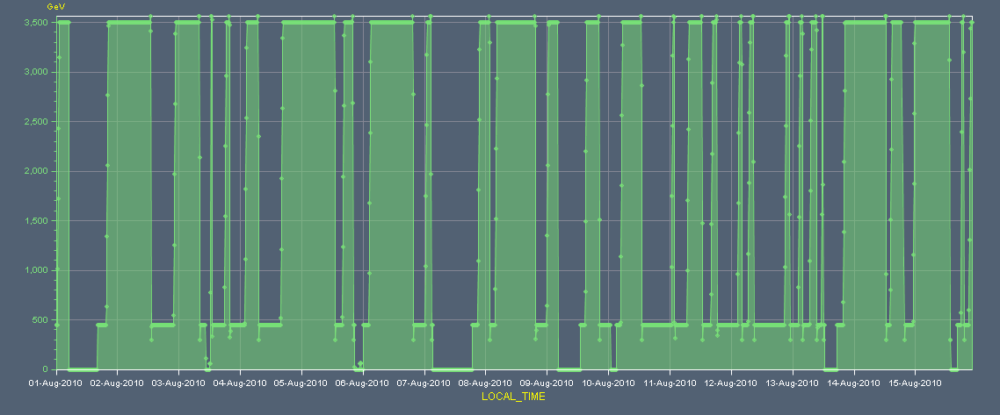 GeV
3,500
3,000
2,500
2,000
1,500
1,000
500
0
01-Aug-2010 02-Aug-2010 03-Aug-2010 04-Aug-2010 05-Aug-2010 06-Aug-2010 07-Aug-2010 08-Aug-2010 09-Aug-2010 10-Aug-2010 11-Aug-2010 12-Aug-2010 13-Aug-2010 14-Aug-2010 15-Aug-2010
LOCAL_TIME